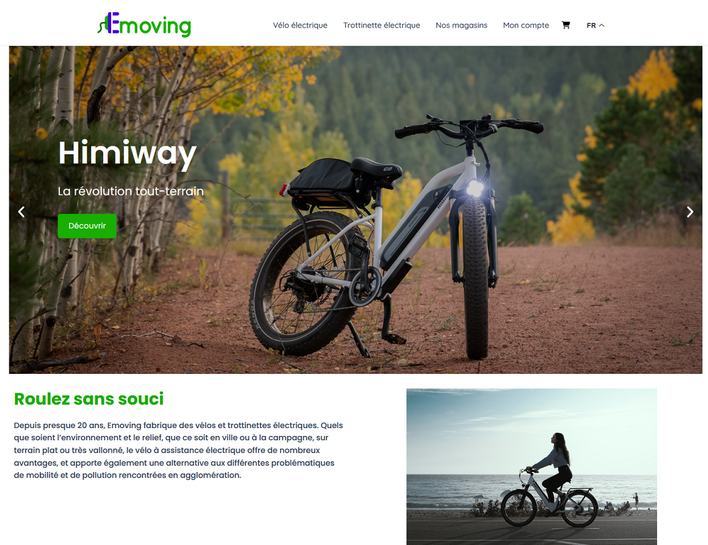 Emoving
Vélo électrique Trottinette électrique Nos magasins Mon compte FR
Himiway
La révolution tout-terrain
Découvrir
Roulez sans souci
Depuis presque 20 ans, Emoving fabrique des vélos et trottinettes électriques. Quels
que soient l'environnement et le relief, que ce soit en ville ou à la campagne, sur
terrain plat ou très vallonné, le vélo à assistance électrique offre de nombreux
avantages, et apporte également une alternative aux différentes problématiques
de mobilité et de pollution rencontrées en agglomération.